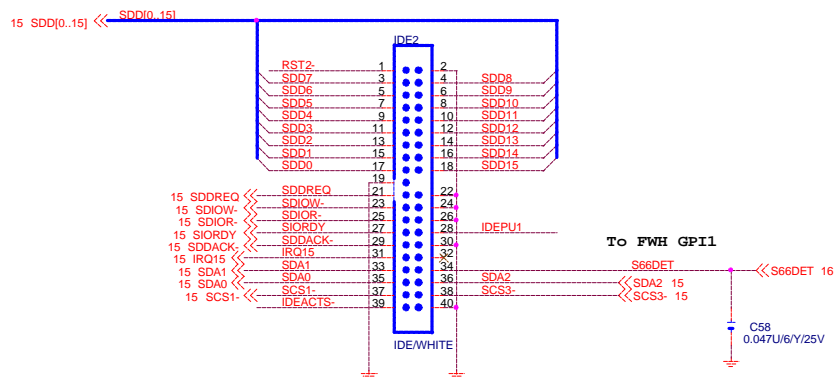 15 SDD[0..15] SDD[0..15]
IDE2
RST2- 1 2
SDD7 3 4 SDD8
SDD6 5 6 SDD9
SDD5 7 8 SDD10
SDD4 9 10 SDD11
SDD3 11 12 SDD12
SDD2 13 14 SDD13
SDD1 15 16 SDD14
SDD0 17 18 SDD15
19
15 SDDREQ SDDREQ 21 22
15 SDIOW- SDIOW- 23 24
15 SDIOR- SDIOR- 25 26
15 SIORDY SIORDY 27 28 IDEPU1
15 SDDACK- SDDACK- 29 30
To FWH GPI1
15 IRQ15 IRQ15 31 32
15 SDA1 SDA1 33 34 S66DET S66DET 16
15 SDA0 SDA0 35 36 SDA2 SDA2 15
15 SCS1- SCS1- 37 38 SCS3- SCS3- 15
IDEACTS- 39 40
C58
IDE/WHITE
0.047U/6/Y/25V